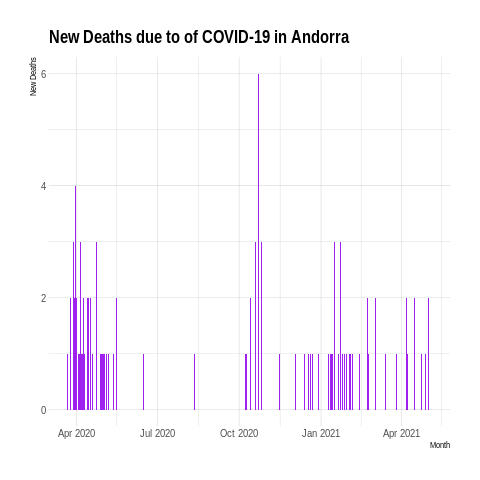 New Deaths due to of COVID-19 in Andorra
New Deaths
6
4
2
0
Apr 2020 Jul 2020 Oct 2020 Jan 2021 Apr 2021
Month